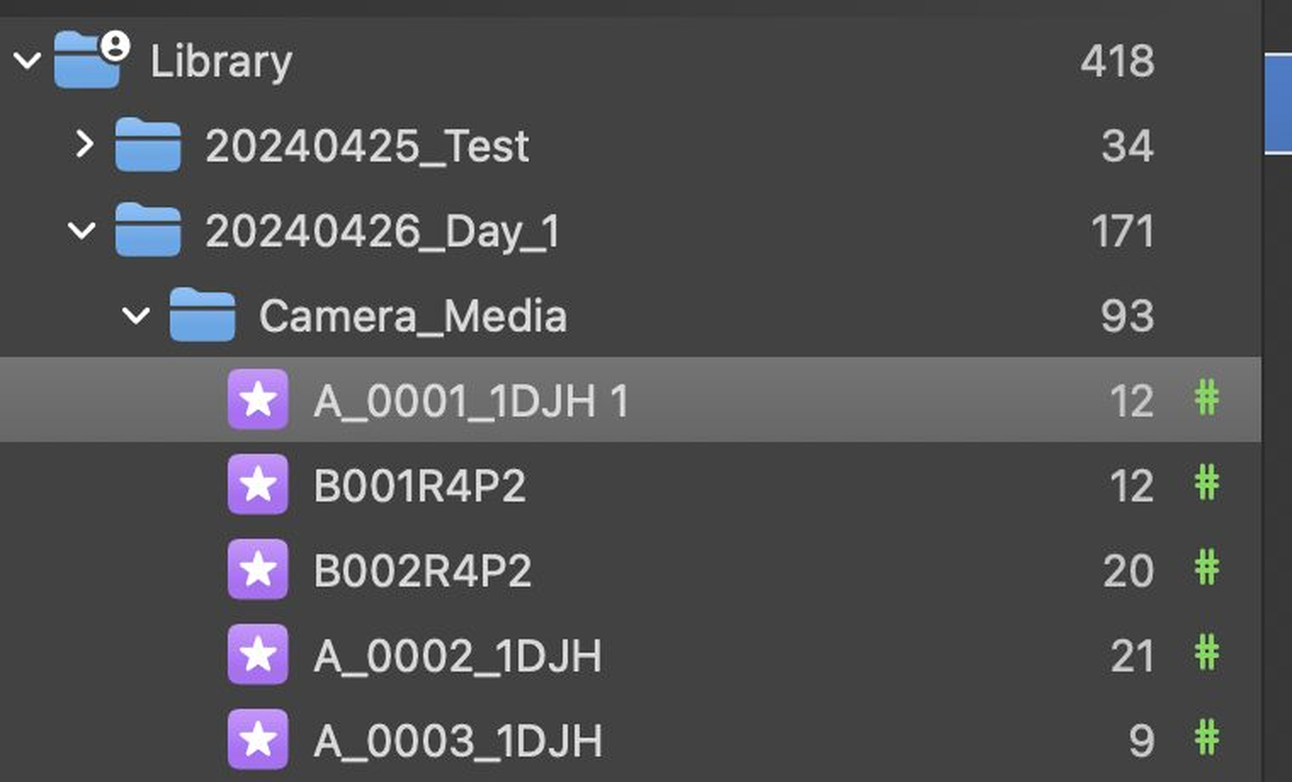 Library 418
20240425_Test 34
20240426_Day_1 171
Camera_Media 93
A_0001_1DJH 1 12 #
B001R4P2 12 #
B002R4P2 20 #
A_0002_1DJH 21 #
A_0003_1DJH 9 #